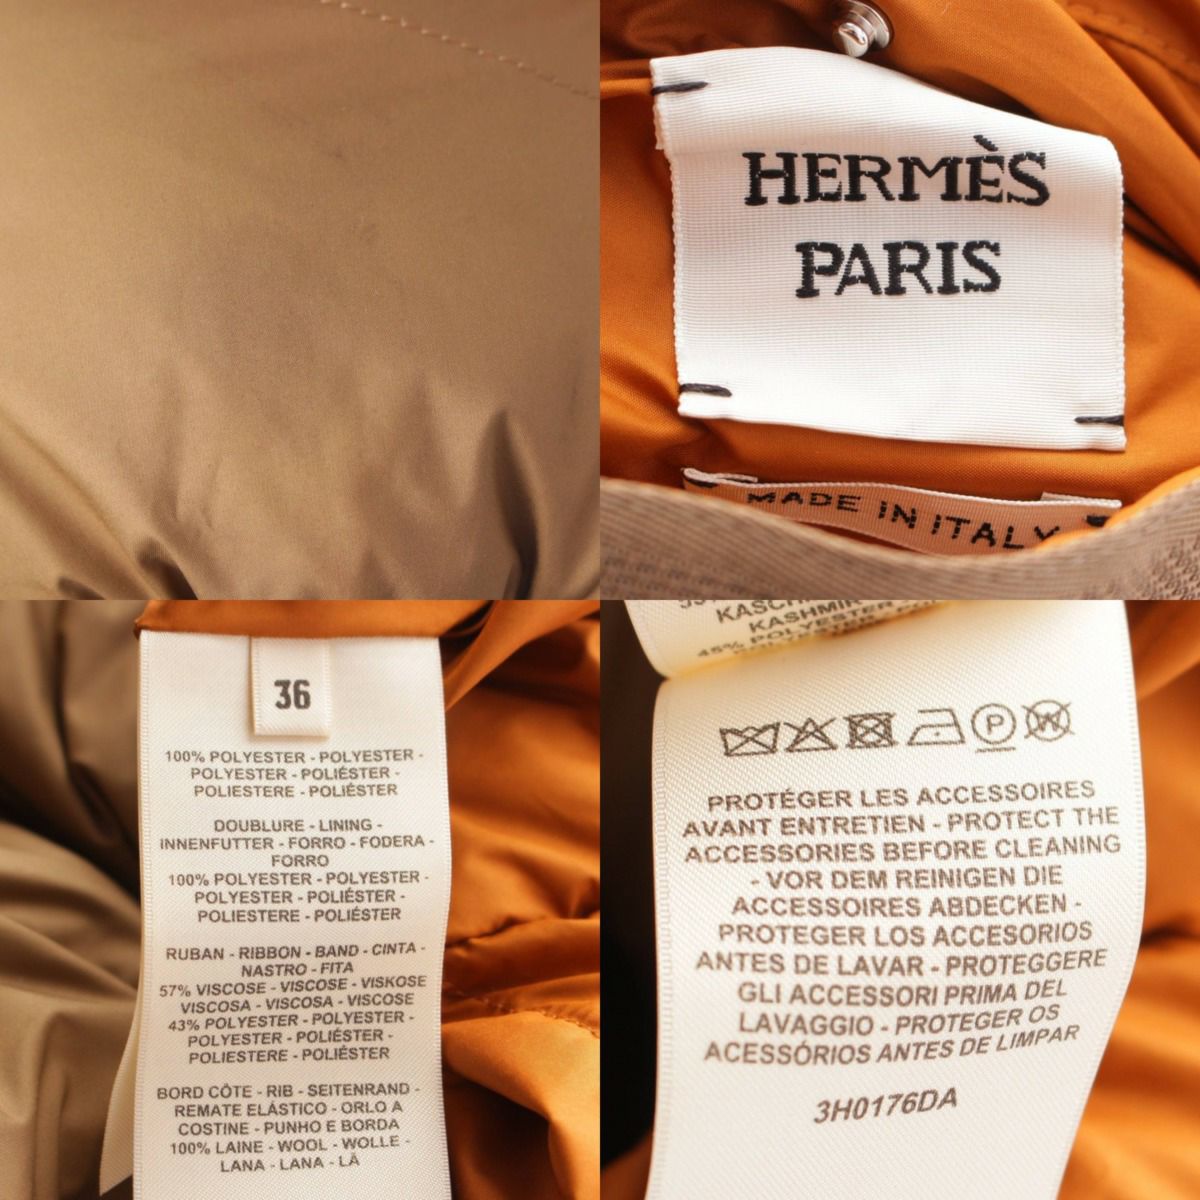 HERMÈS
PARIS
MADE IN ITALY
36
100% POLYESTER - POLYESTER -
POLYESTER - POLIÉSTER -
POLIESTERE - POLIÉSTER
DOUBLURE - LINING -
INNENFUTTER - FORRO - FODERA -
FORRO
100% POLYESTER - POLYESTER -
POLYESTER - POLIÉSTER -
POLIESTERE - POLIÉSTER
RUBAN - RIBBON - BAND - CINTA -
NASTRO - FITA
57% VISCOSE - VISCOSE - VISKOSE
VISCOSA - VISCOSA - VISCOSE
43% POLYESTER - POLYESTER -
POLYESTER - POLIÉSTER -
POLIESTERE - POLIÉSTER
BORD CÔTE - RIB - SEITENRAND -
REMATE ELÁSTICO - ORLO A
COSTINE - PUNHO E BORDA
100% LAINE - WOOL - WOLLE -
LANA - LANA - LÃ
KASHMIR
45% POLYESTER
P W
PROTÉGER LES ACCESSOIRES
AVANT ENTRETIEN - PROTECT THE
ACCESSORIES BEFORE CLEANING
- VOR DEM REINIGEN DIE
ACCESSOIRES ABDECKEN -
PROTEGER LOS ACCESORIOS
ANTES DE LAVAR - PROTEGGERE
GLI ACCESSORI PRIMA DEL
LAVAGGIO - PROTEGER OS
ACESSÓRIOS ANTES DE LIMPAR
3H0176DA